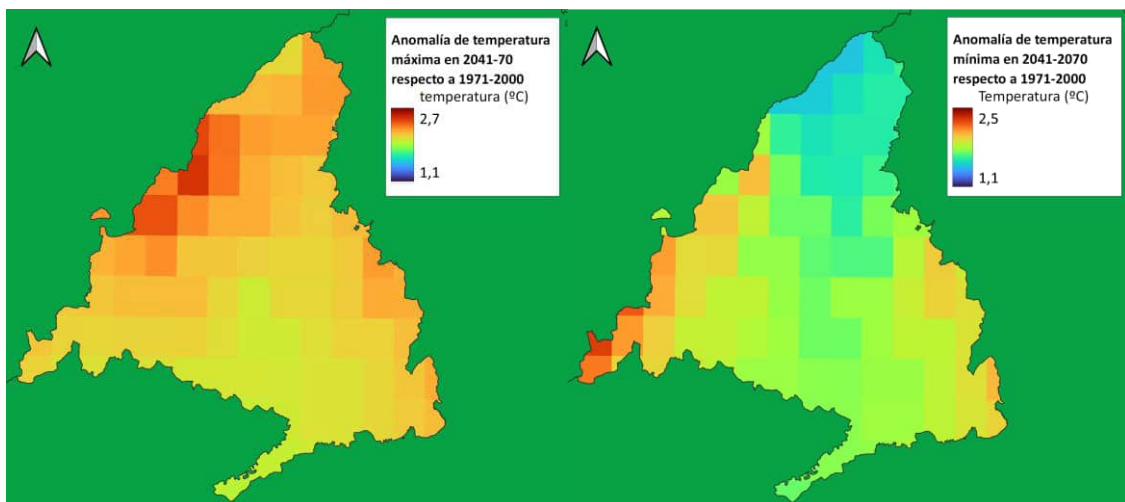 Anomalía de temperatura
máxima en 2041-70
respecto a 1971-2000
temperatura (ºC)
2,7
1,1
Anomalía de temperatura
mínima en 2041-2070
respecto a 1971-2000
Temperatura (ºC)
2,5
1,1